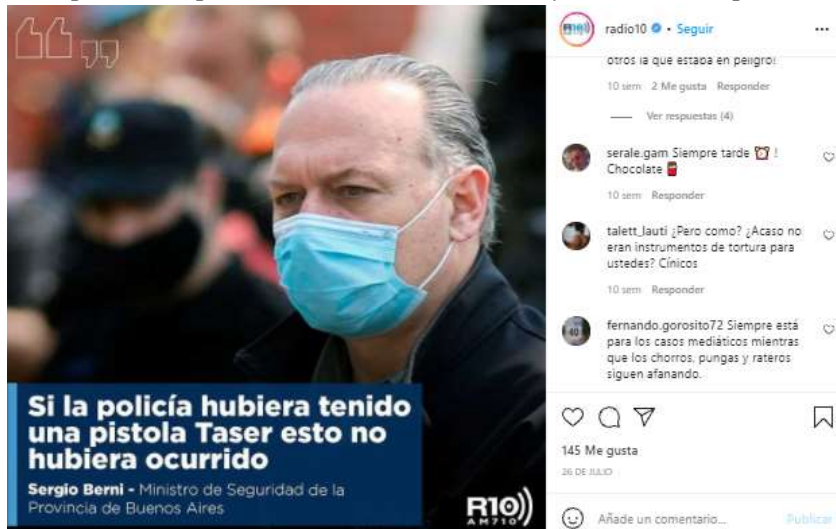 Si la policía hubiera tenido
una pistola Taser esto no
hubiera ocurrido
Sergio Berni - Ministro de Seguridad de la
Provincia de Buenos Aires
R10
AM710
radio10 • Seguir
otros la que estaba en peligro!
10 sem 2 Me gusta Responder
Ver respuestas (4)
serale.gam Siempre tarde ⏰ !
Chocolate 🍫
10 sem Responder
talett_lauti ¿Pero como? ¿Acaso no
eran instrumentos de tortura para
ustedes? Cínicos
10 sem Responder
fernando.gorosito72 Siempre está
para los casos mediáticos mientras
que los chorros, pungas y rateros
siguen afanando.
145 Me gusta
26 DE JULIO
Añade un comentario... Publicar